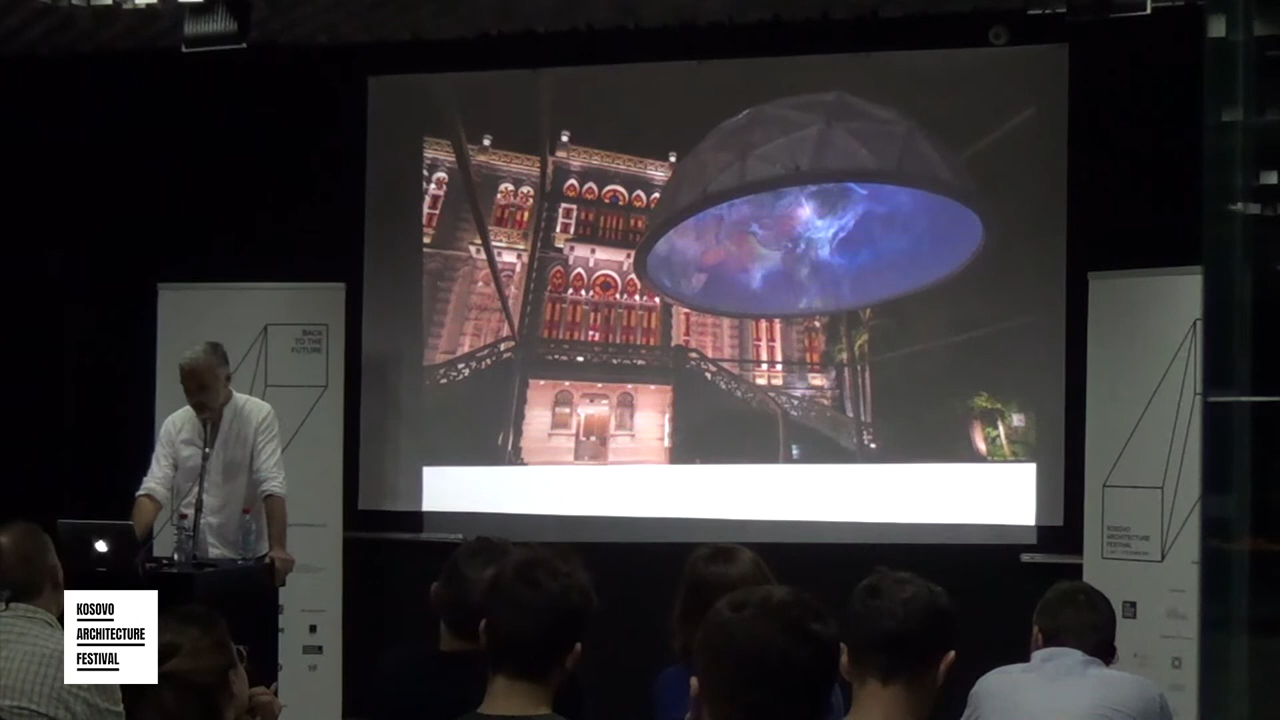 BACK
TO THE
FUTURE
KOSOVO
ARCHITECTURE
FESTIVAL
KOSOVO
ARCHITECTURE
FESTIVAL